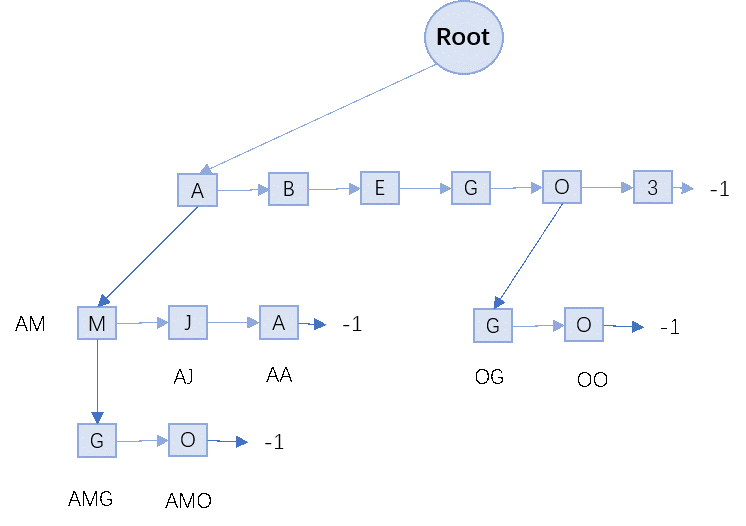 Root
A B E G O 3 -1
AM M J A -1 G O -1
AJ AA OG OO
G O -1
AMG AMO